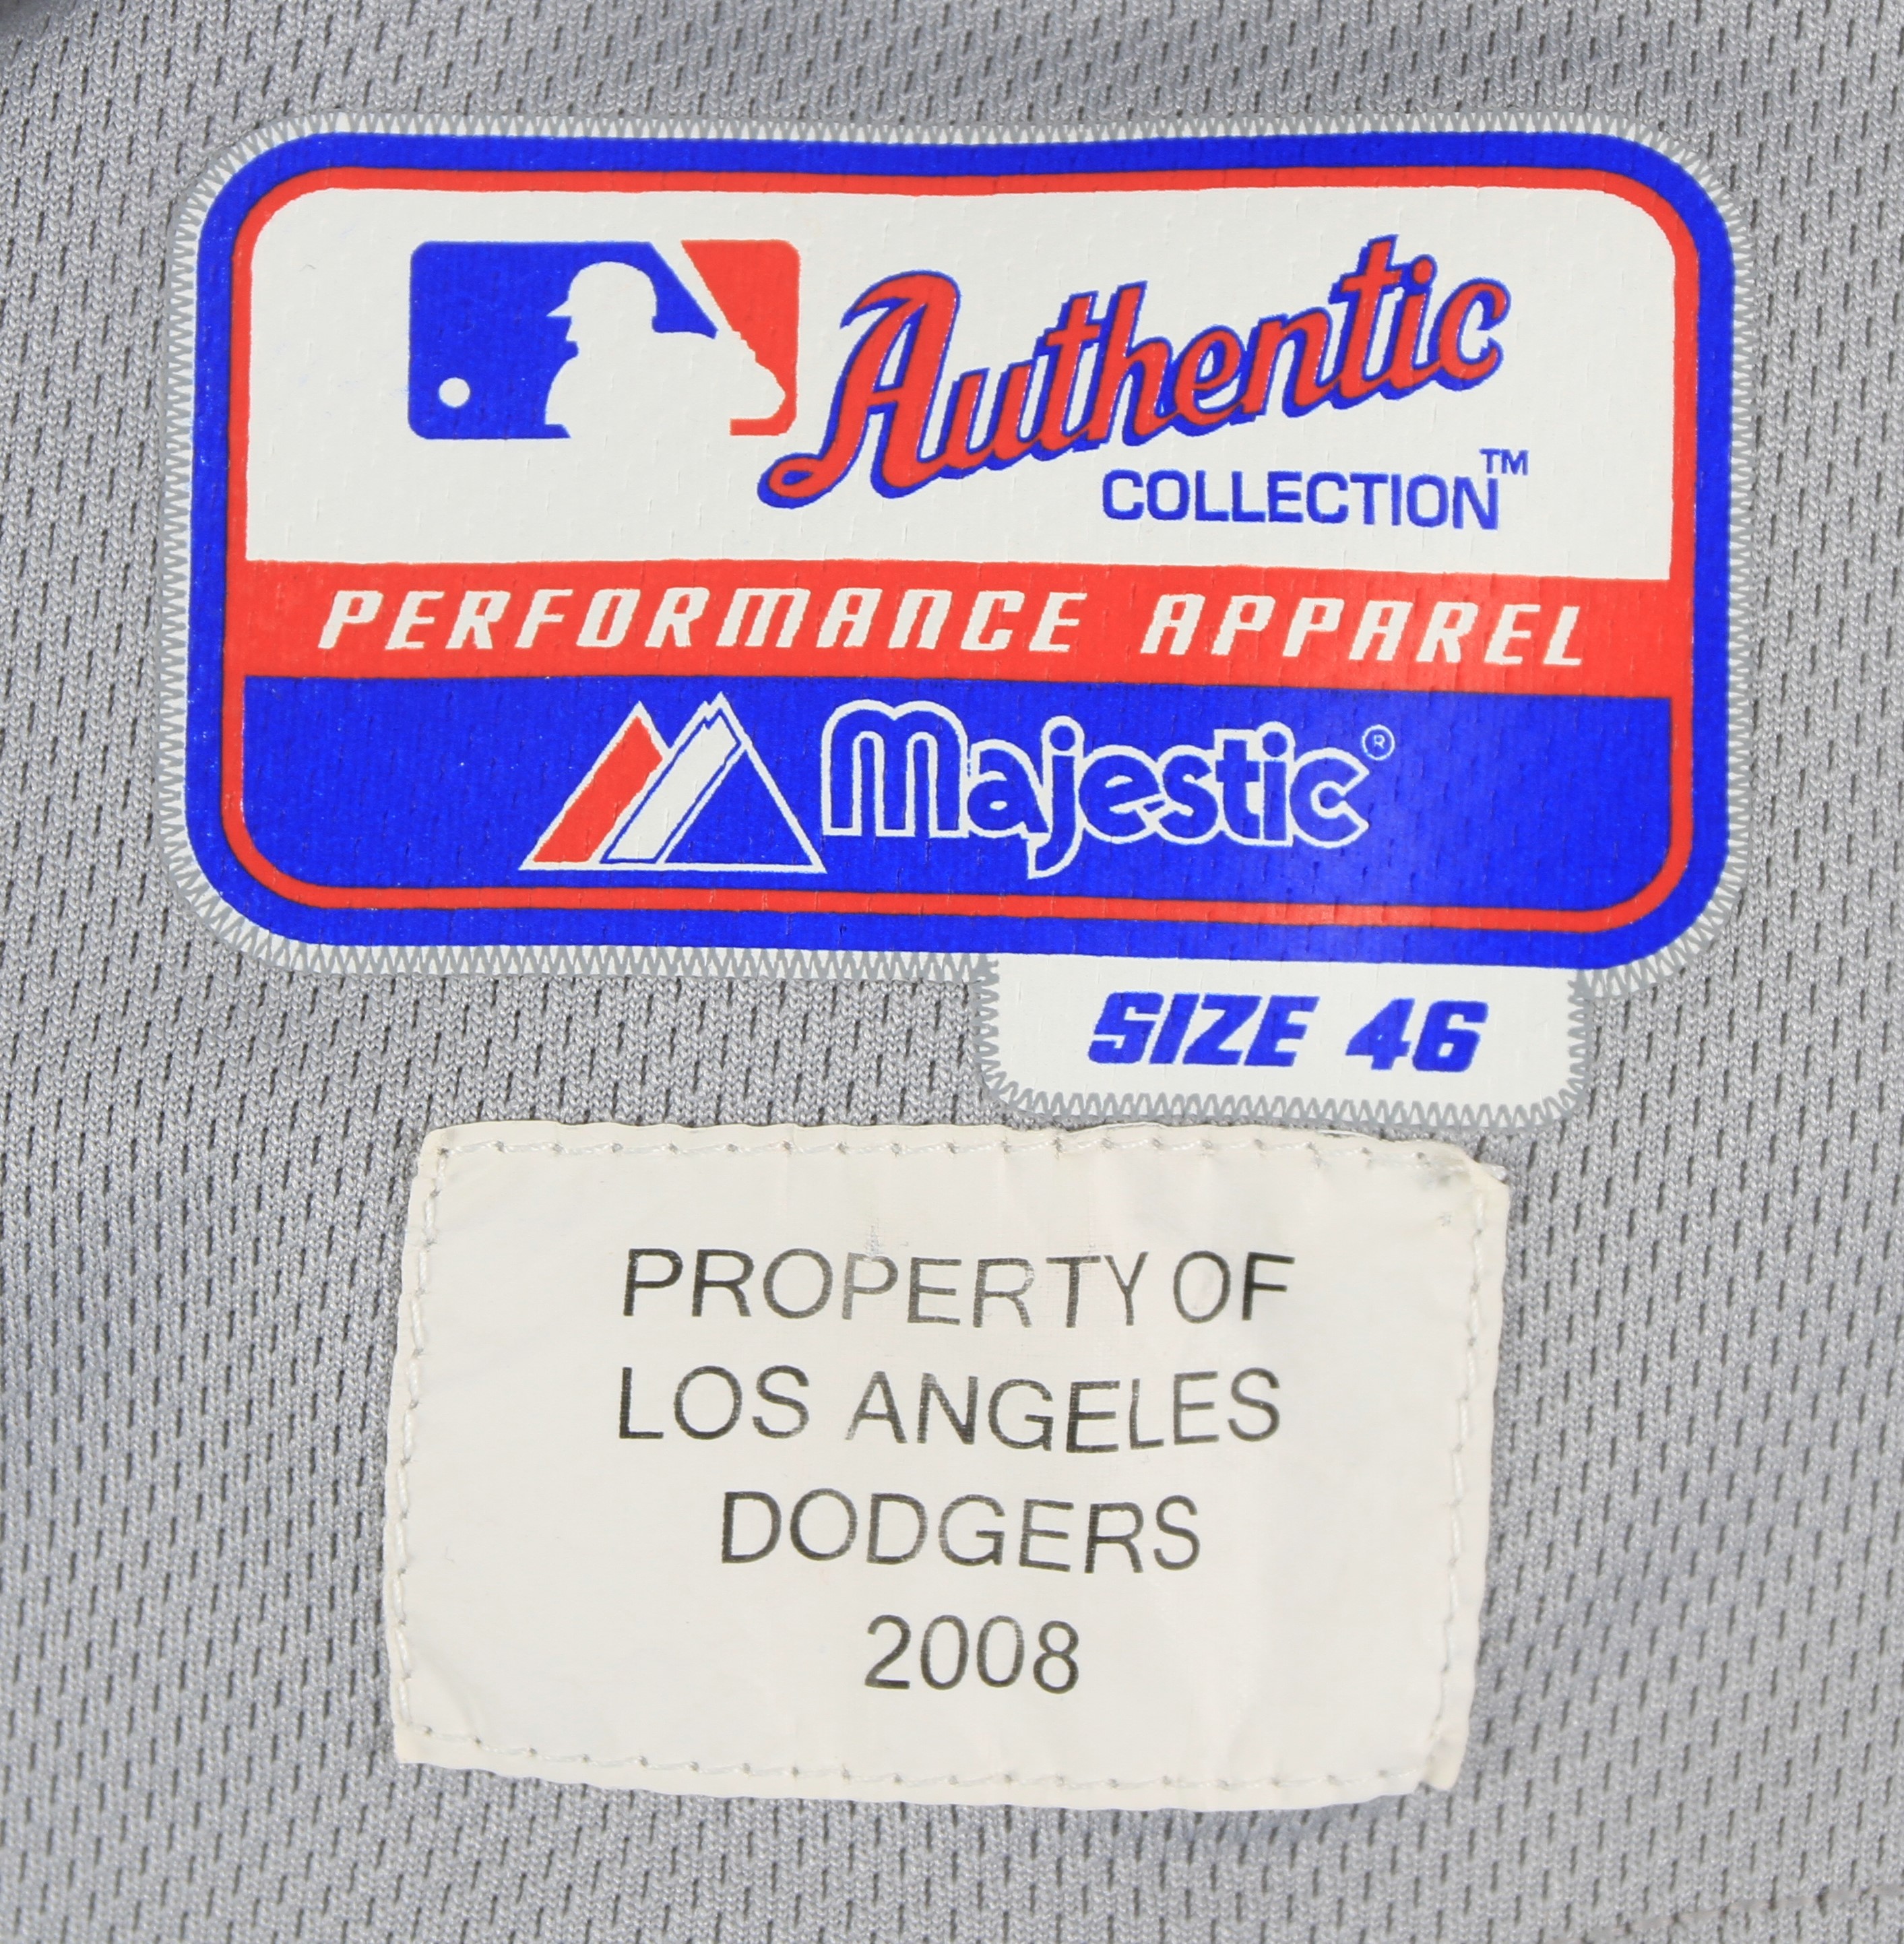 Authentic
COLLECTION™
PERFORMANCE APPAREL
Majestic®
SIZE 46
PROPERTY OF
LOS ANGELES
DODGERS
2008